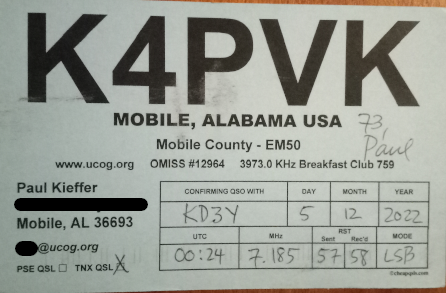 K4PVK
MOBILE, ALABAMA USA
73,
Paul
Mobile County - EM50
www.ucog.org OMISS #12964 3973.0 KHz Breakfast Club 759
Paul Kieffer
Mobile, AL 36693
@ucog.org
PSE QSL ☐ TNX QSL ☒
CONFIRMING QSO WITH DAY MONTH YEAR
KD3Y 5 12 2022
UTC MHz RST Sent Rec'd MODE
00:24 7.185 57 58 LSB
©cheapqsls.com